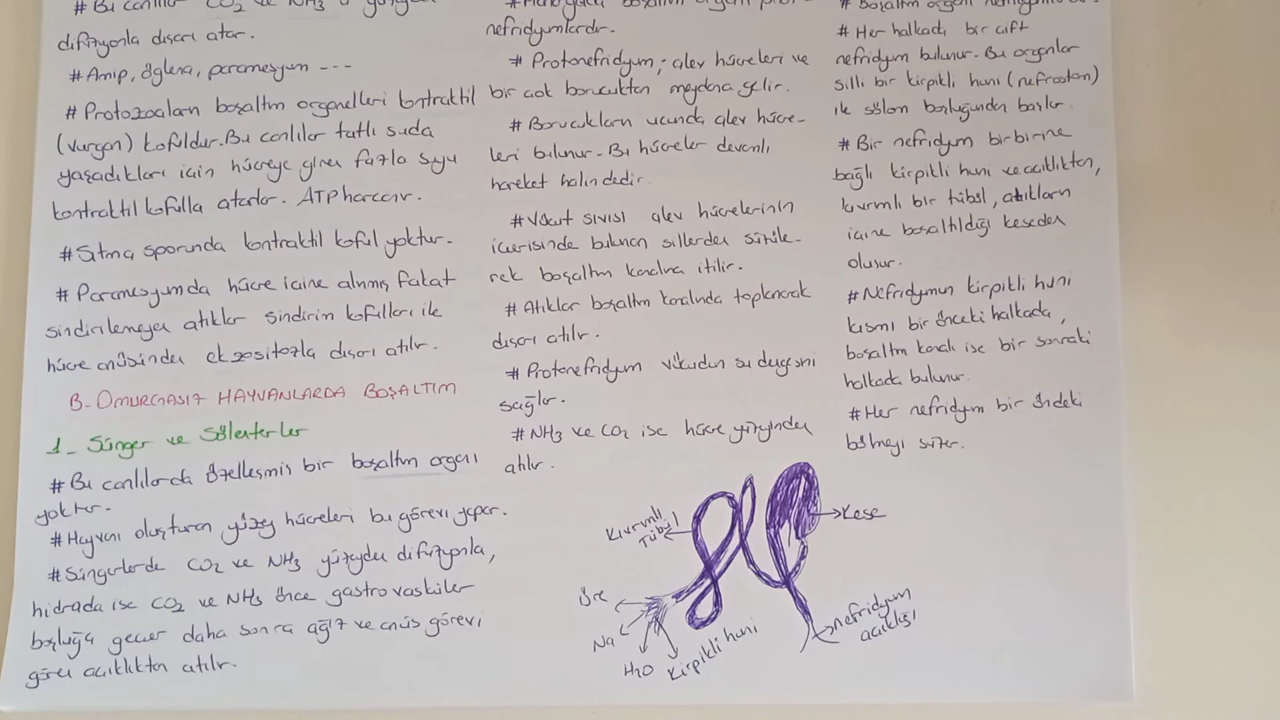 # Bu canlılar CO2 ve NH3 ü
difüzyonla dışarı atar.
# Amip, öglena, paramesyum ---
# Protozoaların boşaltım organelleri kontraktil
(vurgan) kofuldur. Bu canlılar tatlı suda
yaşadıkları için hücreye giren fazla suyu
kontraktil kofulla atarlar. ATP harcanır.
# Sıtma sporunda kontraktil koful yoktur.
# Paramesyumda hücre içine alınmış fakat
sindirilemeyen atıklar sindirim kofulları ile
hücre anüsünden ekzositozla dışarı atılır.
B- OMURGASIZ HAYVANLARDA BOŞALTIM
1- Sünger ve Sölenterler
# Bu canlılarda özelleşmiş bir boşaltım organı
yoktur.
# Hayvanı oluşturan yüzey hücreleri bu görevi yapar.
# Süngerlerde CO2 ve NH3 yüzeyden difüzyonla,
hidrada ise CO2 ve NH3 önce gastrovasküler
boşluğa geçer daha sonra ağız ve anüs görevi
gören açıklıktan atılır.
boşaltım organı
nefridyumlardır.
# Protonefridyum; alev hücreleri ve
bir çok borucuktan meydana gelir.
# Borucukların ucunda alev hücre-
leri bulunur. Bu hücreler devamlı
hareket halindedir.
# Vücut sıvısı alev hücrelerinin
içerisinde bulunan sillerden süzüle-
rek boşaltım kanalına itilir.
# Atıklar boşaltım kanalında toplanarak
dışarı atılır.
# Protonefridyum vücudun su dengesini
sağlar.
# NH3 ve CO2 ise hücre yüzeyinden
atılır.
# Boşaltım organı
# Her halkada bir çift
nefridyum bulunur. Bu organlar
silli bir kirpikli huni (nefrostom)
ile sölom boşluğundan başlar.
# Bir nefridyum birbirine
bağlı kirpikli huni ve açıklıktan,
kıvrımlı bir tübül, atıkların
içine boşaltıldığı keseden
oluşur.
# Nefridyumun kirpikli huni
kısmı bir önceki halkada,
boşaltım kanalı ise bir sonraki
halkada bulunur.
# Her nefridyum bir öndeki
bölmeyi süzer.
Kıvrımlı
Tübül
Kese
Üre
Na
H2O
Kirpikli huni
nefridyum
açıklığı